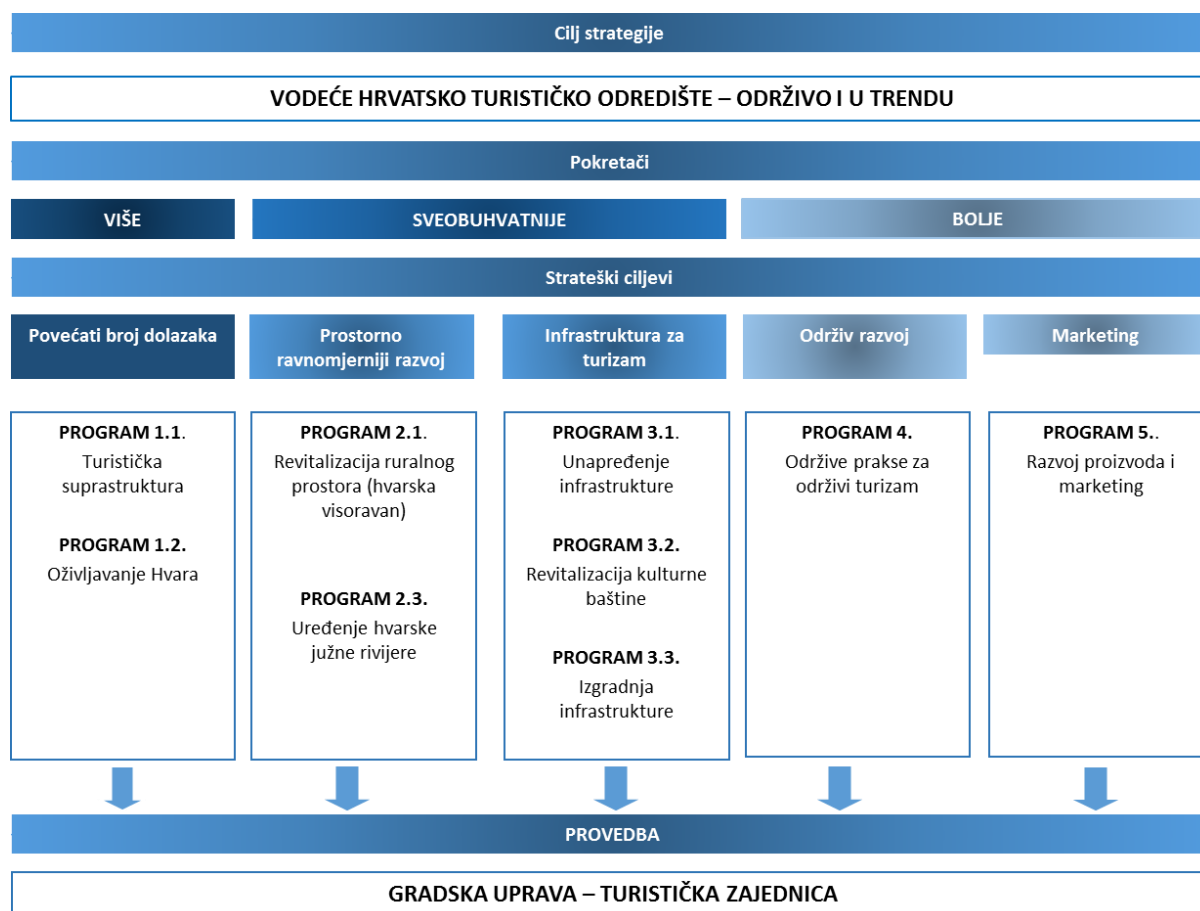 Cilj strategije
VODEĆE HRVATSKO TURISTIČKO ODREDIŠTE – ODRŽIVO I U TRENDU
Pokretači
VIŠE
SVEOBUHVATNIJE
BOLJE
Strateški ciljevi
Povećati broj dolazaka
Prostorno
ravnomjerniji razvoj
Infrastruktura za
turizam
Održiv razvoj
Marketing
PROGRAM 1.1.
Turistička
suprastruktura
PROGRAM 1.2.
Oživljavanje Hvara
PROGRAM 2.1.
Revitalizacija ruralnog
prostora (hvarska
visoravan)
PROGRAM 2.3.
Uređenje hvarske
južne rivijere
PROGRAM 3.1.
Unapređenje
infrastrukture
PROGRAM 3.2.
Revitalizacija kulturne
baštine
PROGRAM 3.3.
Izgradnja
infrastrukture
PROGRAM 4.
Održive prakse za
održivi turizam
PROGRAM 5..
Razvoj proizvoda i
marketing
PROVEDBA
GRADSKA UPRAVA – TURISTIČKA ZAJEDNICA